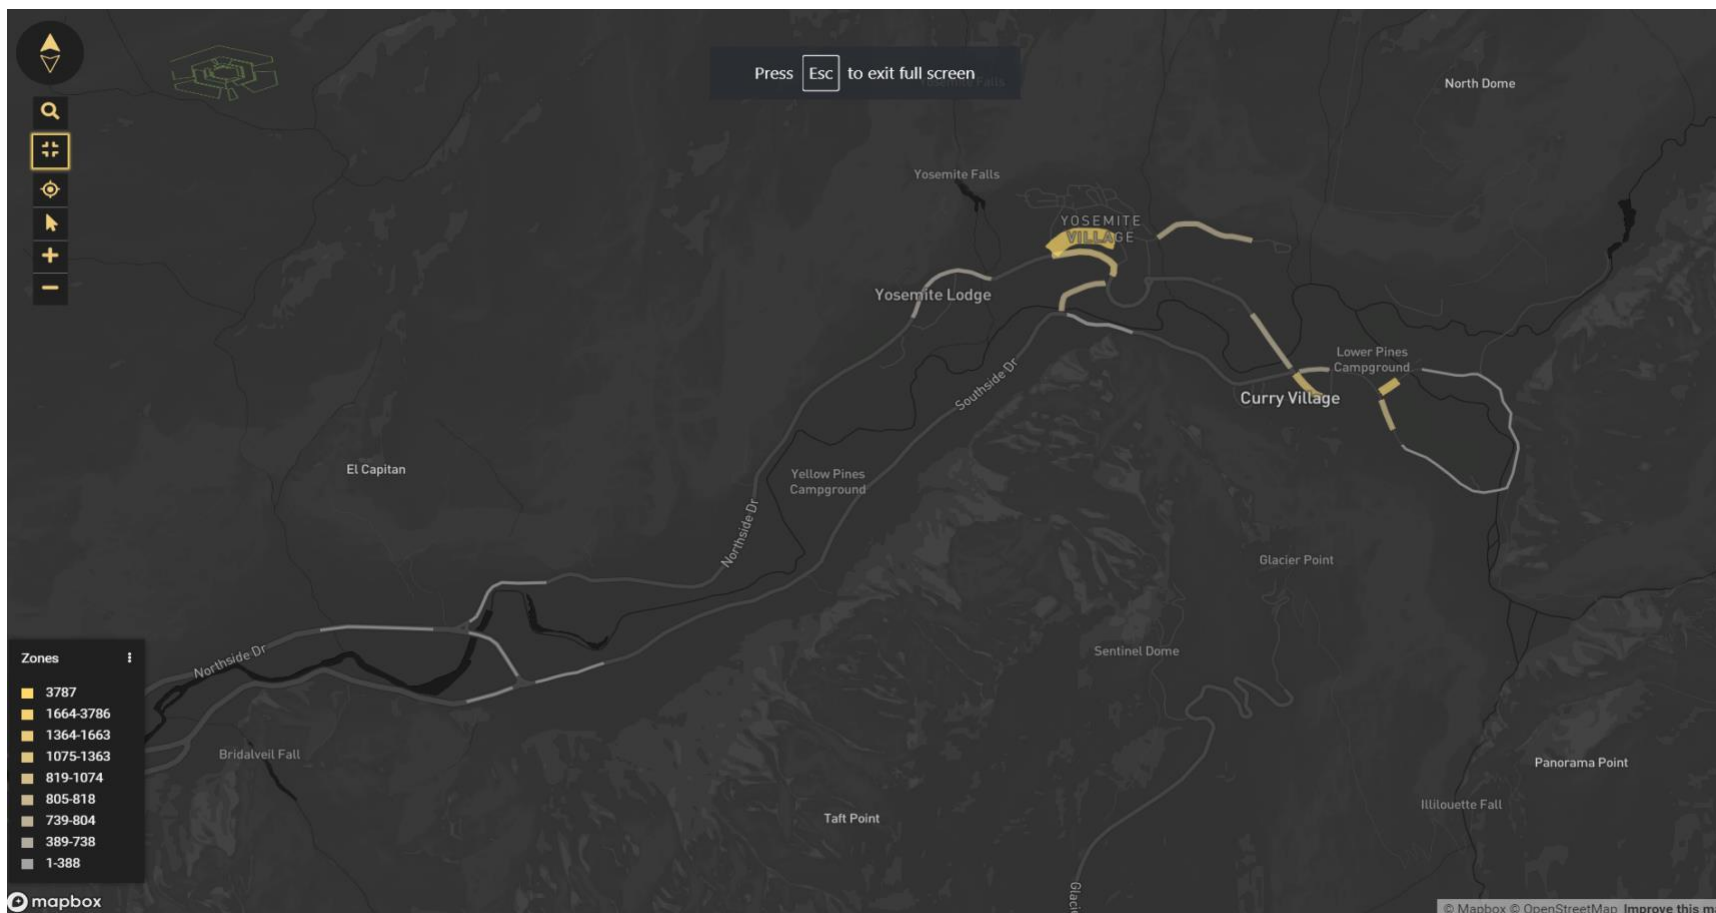 Press Esc to exit full screen
North Dome
Yosemite Falls
YOSEMITE
VILLAGE
Yosemite Lodge
Lower Pines
Campground
Curry Village
Southside Dr
El Capitan
Yellow Pines
Campground
Northside Dr
Glacier Point
Sentinel Dome
Northside Dr
Zones
3787
1664-3786
1364-1663
1075-1363
819-1074
805-818
739-804
389-738
1-388
Bridalveil Fall
Panorama Point
Illilouette Fall
Taft Point
Glaci
mapbox
© Mapbox © OpenStreetMap Improve this m